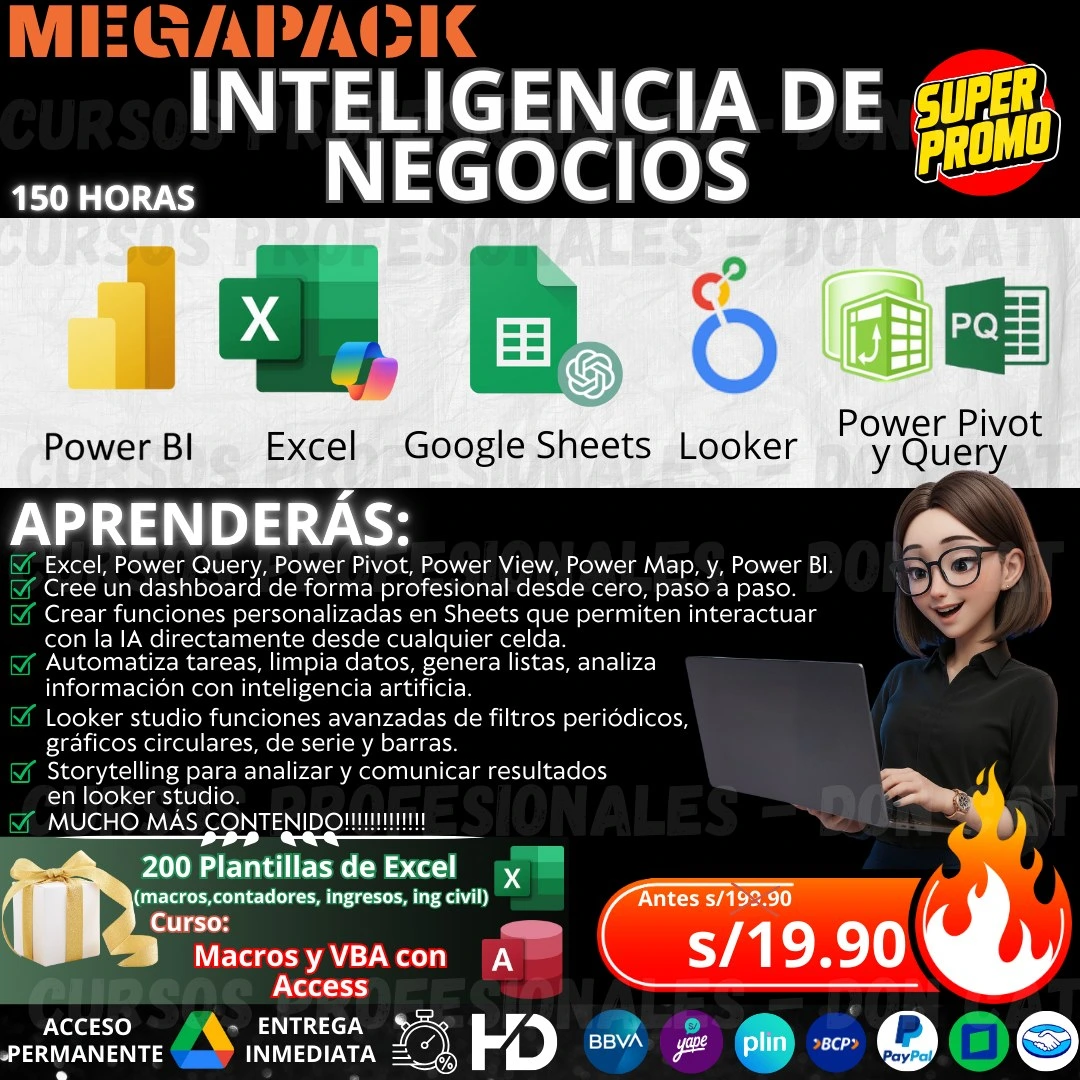 MEGAPACK
INTELIGENCIA DE
NEGOCIOS
SUPER
PROMO
150 HORAS
CURSOS PROFESIONALES - DON CAT
X
PQ
Power BI
Excel
Google Sheets
Looker
Power Pivot
y Query
APRENDERÁS:
Excel, Power Query, Power Pivot, Power View, Power Map, y, Power BI.
Cree un dashboard de forma profesional desde cero, paso a paso.
Crear funciones personalizadas en Sheets que permiten interactuar
con la IA directamente desde cualquier celda.
Automatiza tareas, limpia datos, genera listas, analiza
información con inteligencia artificia.
Looker studio funciones avanzadas de filtros periódicos,
gráficos circulares, de serie y barras.
Storytelling para analizar y comunicar resultados
en looker studio.
MUCHO MÁS CONTENIDO!!!!!!!!!!!!!
200 Plantillas de Excel
(macros,contadores, ingresos, ing civil)
X
Curso:
Macros y VBA con
Access
A
Antes s/199.90
s/19.90
ACCESO
PERMANENTE
ENTREGA
INMEDIATA
%
HD
BBVA
S/
yape
plin
BCP
PayPal